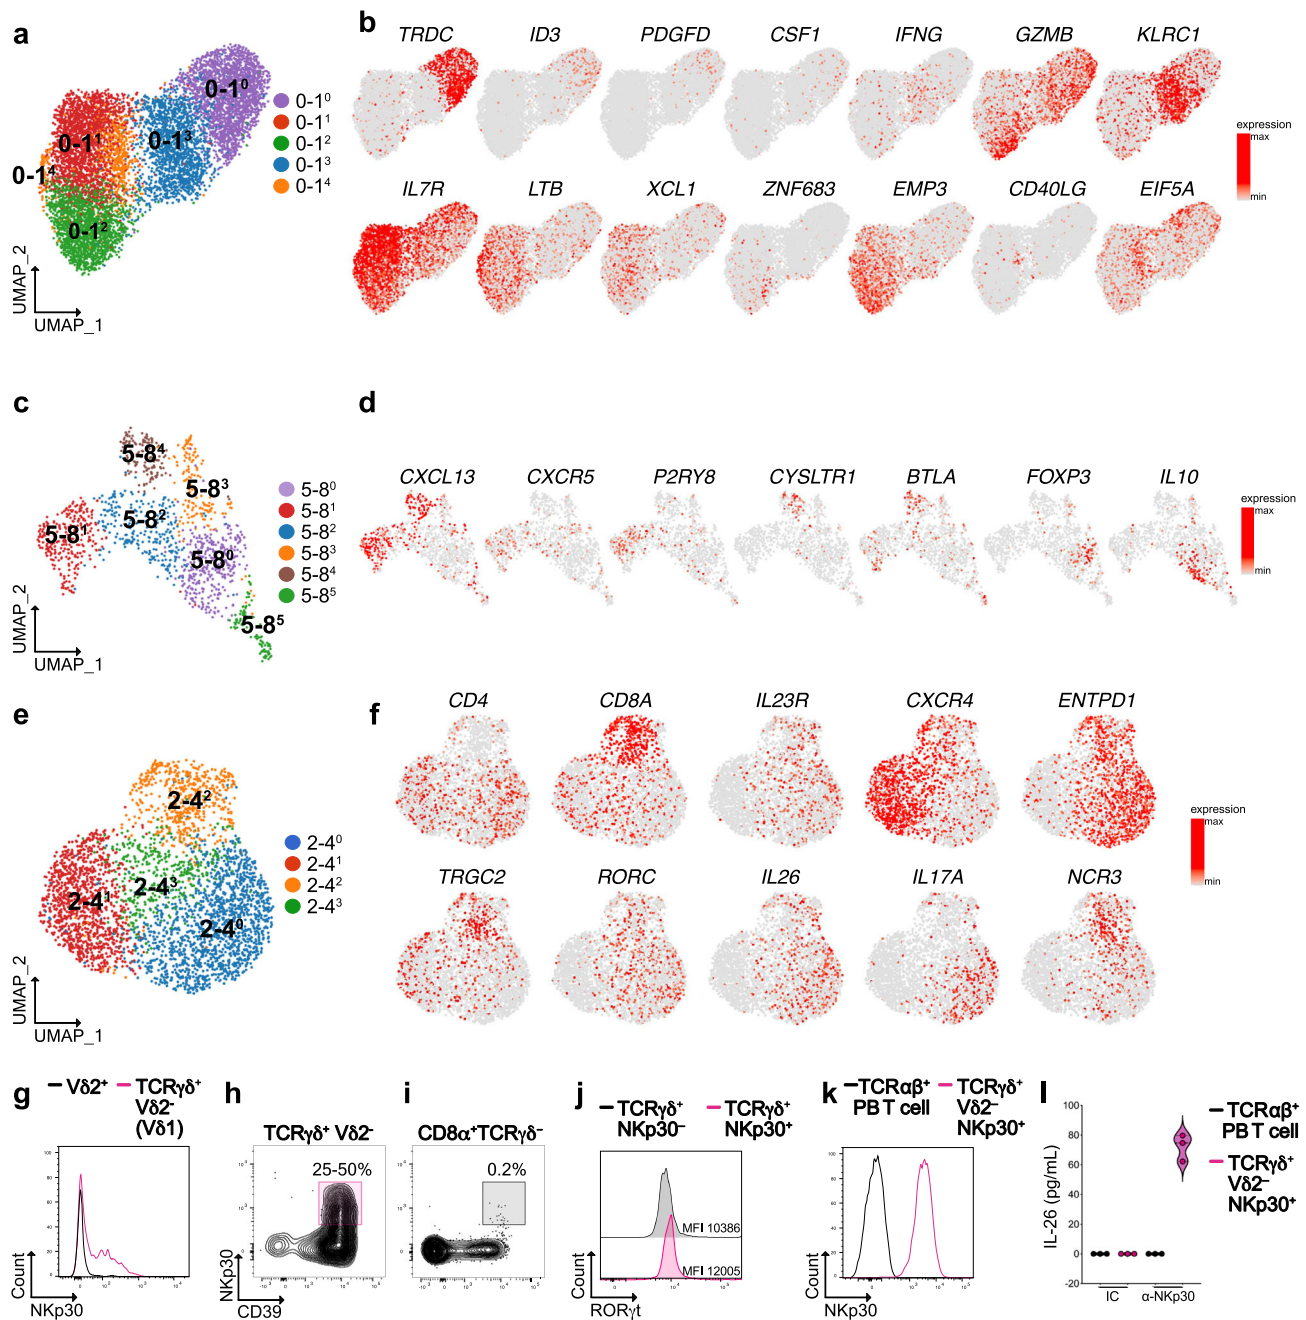 a
0-1⁰
0-1¹
0-1³
0-1⁴
0-1²
0-1⁰
0-1¹
0-1²
0-1³
0-1⁴
UMAP_2
UMAP_1
b
TRDC ID3 PDGFD CSF1 IFNG GZMB KLRC1
IL7R LTB XCL1 ZNF683 EMP3 CD40LG EIF5A
expression
max
min
c
5-8⁴
5-8³
5-8¹
5-8²
5-8⁰
5-8⁵
5-8⁰
5-8¹
5-8²
5-8³
5-8⁴
5-8⁵
UMAP_2
UMAP_1
d
CXCL13 CXCR5 P2RY8 CYSLTR1 BTLA FOXP3 IL10
expression
max
min
e
2-4²
2-4¹
2-4³
2-4⁰
2-4⁰
2-4¹
2-4²
2-4³
UMAP_2
UMAP_1
f
CD4 CD8A IL23R CXCR4 ENTPD1
TRGC2 RORC IL26 IL17A NCR3
expression
max
min
g
Vδ2⁺ TCRγδ⁺
Vδ2⁻
(Vδ1)
Count
NKp30
0 10³ 10⁴ 10⁵
h
TCRγδ⁺ Vδ2⁻
25-50%
NKp30
CD39
i
CD8α⁺TCRγδ⁻
0.2%
j
TCRγδ⁺
NKp30⁻
TCRγδ⁺
NKp30⁺
MFI 10386
MFI 12005
Count
RORγt
k
TCRαβ⁺
PB T cell
TCRγδ⁺
Vδ2⁻
NKp30⁺
Count
NKp30
l
TCRαβ⁺
PB T cell
TCRγδ⁺
Vδ2⁻
NKp30⁺
IL-26 (pg/mL)
100
80
60
40
20
0
-20
IC α-NKp30